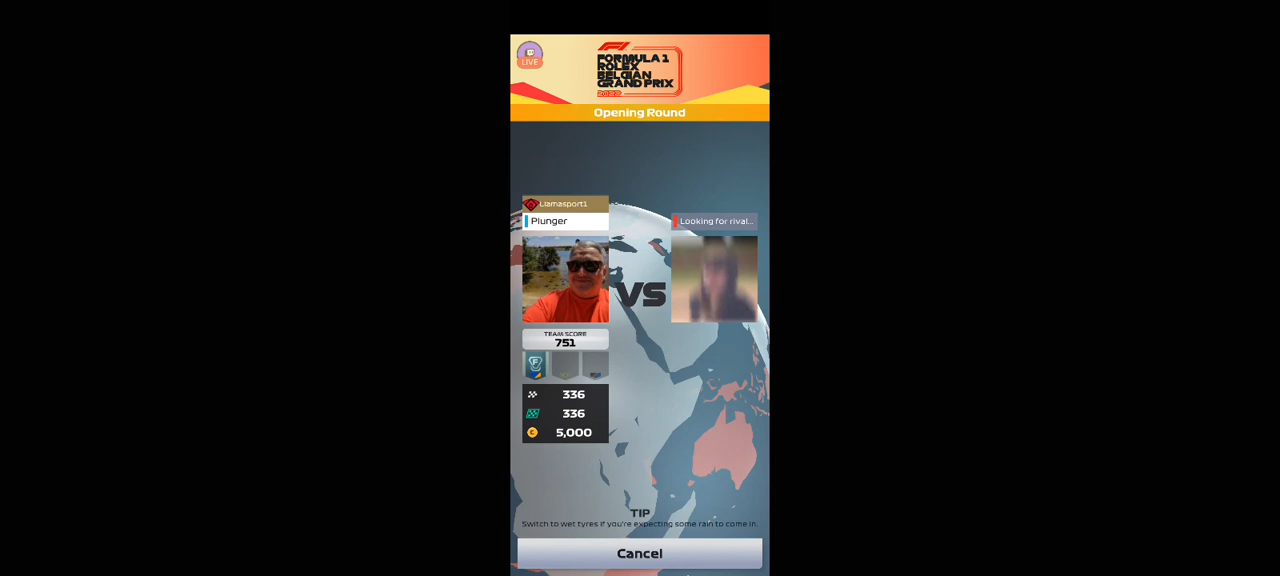 LIVE
FORMULA 1
ROLEX
BELGIAN
GRAND PRIX
2022
Opening Round
Llamasport1
Plunger
Looking for rival...
VS
TEAM SCORE
751
336
336
5,000
TIP
Switch to wet tyres if you're expecting some rain to come in.
Cancel